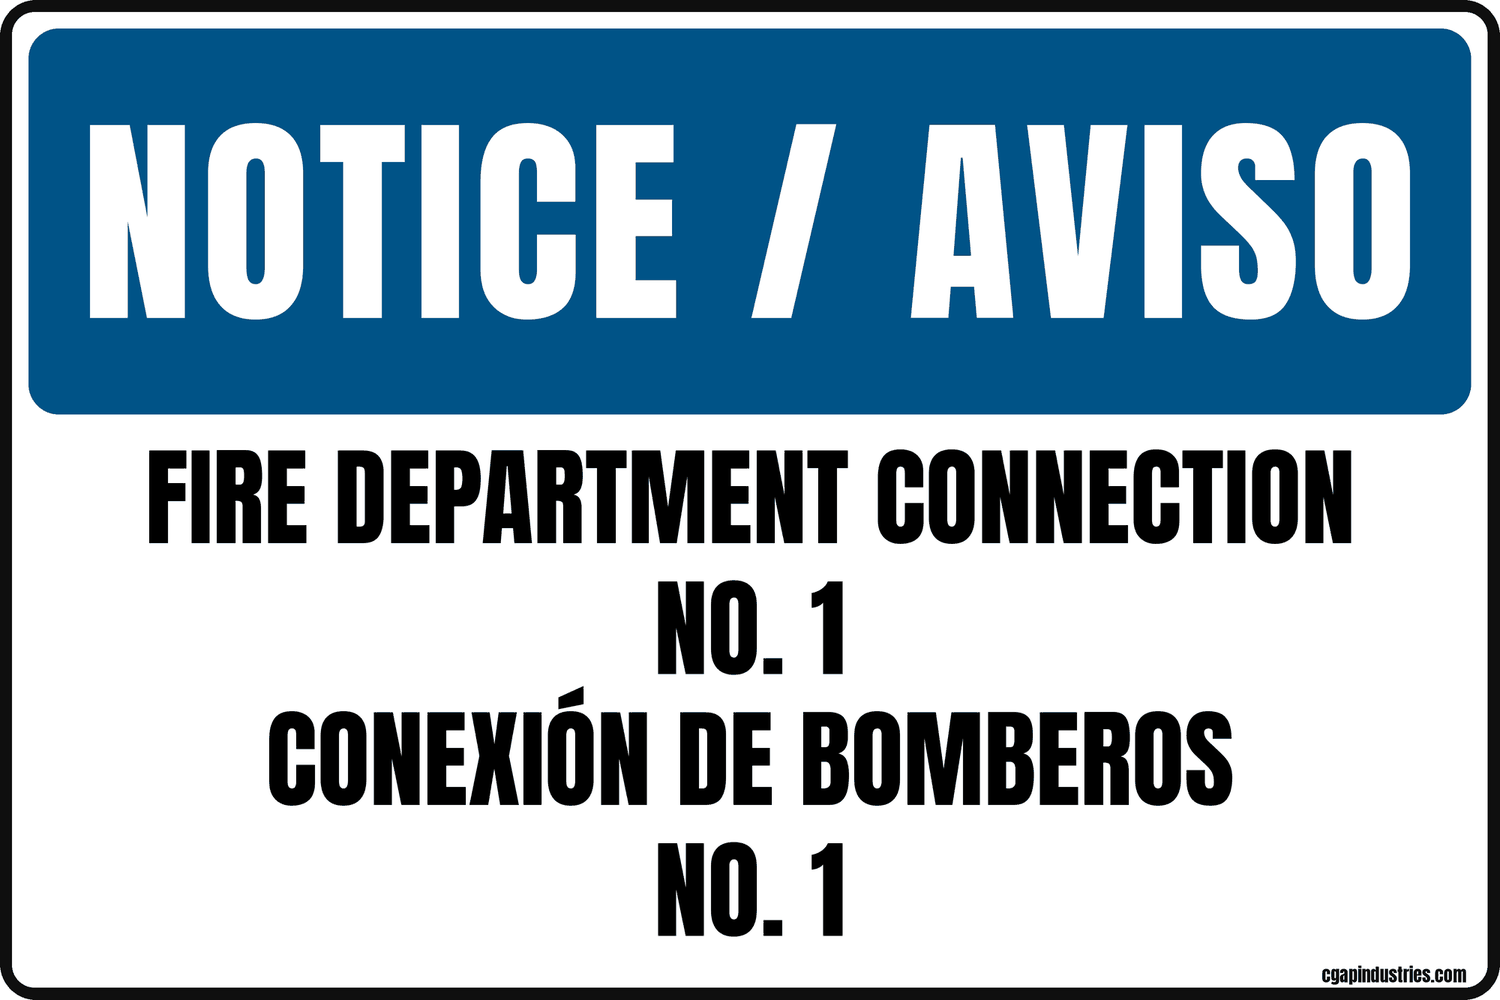 NOTICE / AVISO
FIRE DEPARTMENT CONNECTION
NO. 1
CONEXIÓN DE BOMBEROS
NO. 1
cgapindustries.com